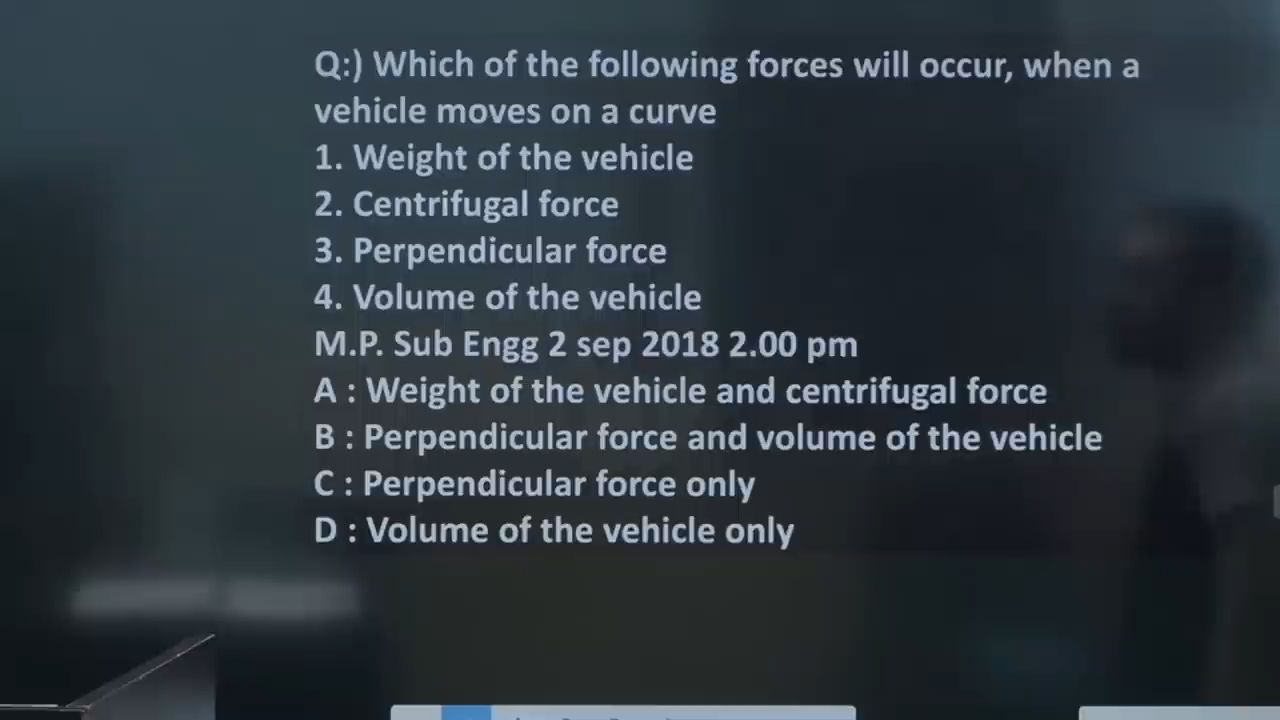 Q:) Which of the following forces will occur, when a
vehicle moves on a curve
1. Weight of the vehicle
2. Centrifugal force
3. Perpendicular force
4. Volume of the vehicle
M.P. Sub Engg 2 sep 2018 2.00 pm
A : Weight of the vehicle and centrifugal force
B : Perpendicular force and volume of the vehicle
C : Perpendicular force only
D : Volume of the vehicle only